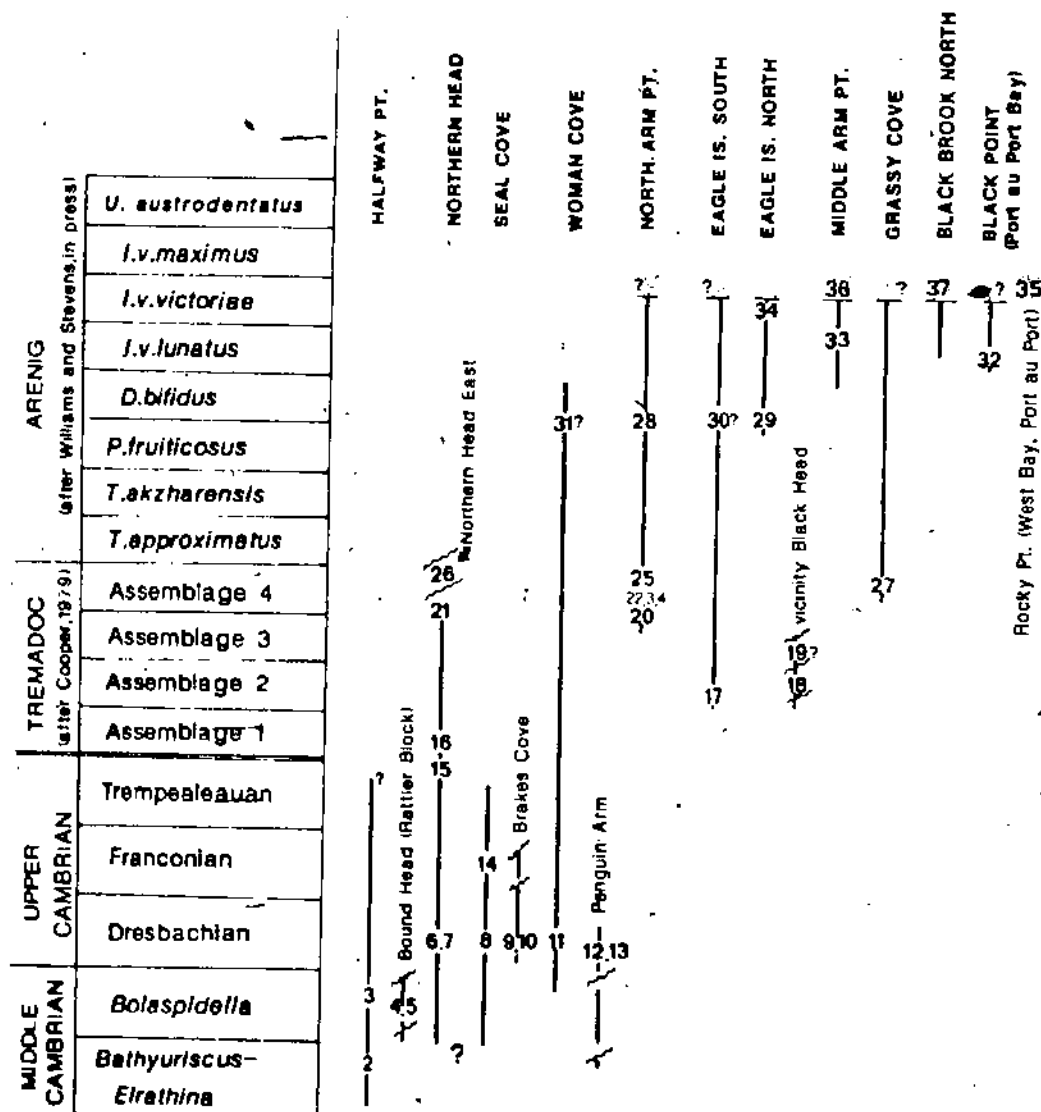 HALFWAY PT.
NORTHERN HEAD
SEAL COVE
WOMAN COVE
NORTH. ARM PT.
EAGLE IS. SOUTH
EAGLE IS. NORTH
MIDDLE ARM PT.
GRASSY COVE
BLACK BROOK NORTH
BLACK POINT
(Port au Port Bay)
ARENIG
(after Williams and Stevens, in press)
U. austrodentatus
I.v.maximus
I.v.victoriae
? ? 36 ? 37 ? 35
34
I.v.lunatus
33
32
D.bifidus
31? 28 30? 29
P.fruiticosus
T.akzharensis
T.approximatus
Northern Head East
Rocky Pt. (West Bay, Port au Port)
TREMADOC
(after Cooper, 1979)
Assemblage 4
26 25 27
22,3,4
21 20
Assemblage 3
19?
vicinity Black Head
Assemblage 2
17 18
Assemblage 1
16
UPPER
CAMBRIAN
15
Trempealeauan
?
Franconian
14
Brakes Cove
Dresbachian
6,7 8 9,10 11 12,13
Penguin Arm
MIDDLE
CAMBRIAN
Bolaspidella
3 4,5
Bound Head (Rattler Block)
Bathyuriscus-
Elrathina
2 ?